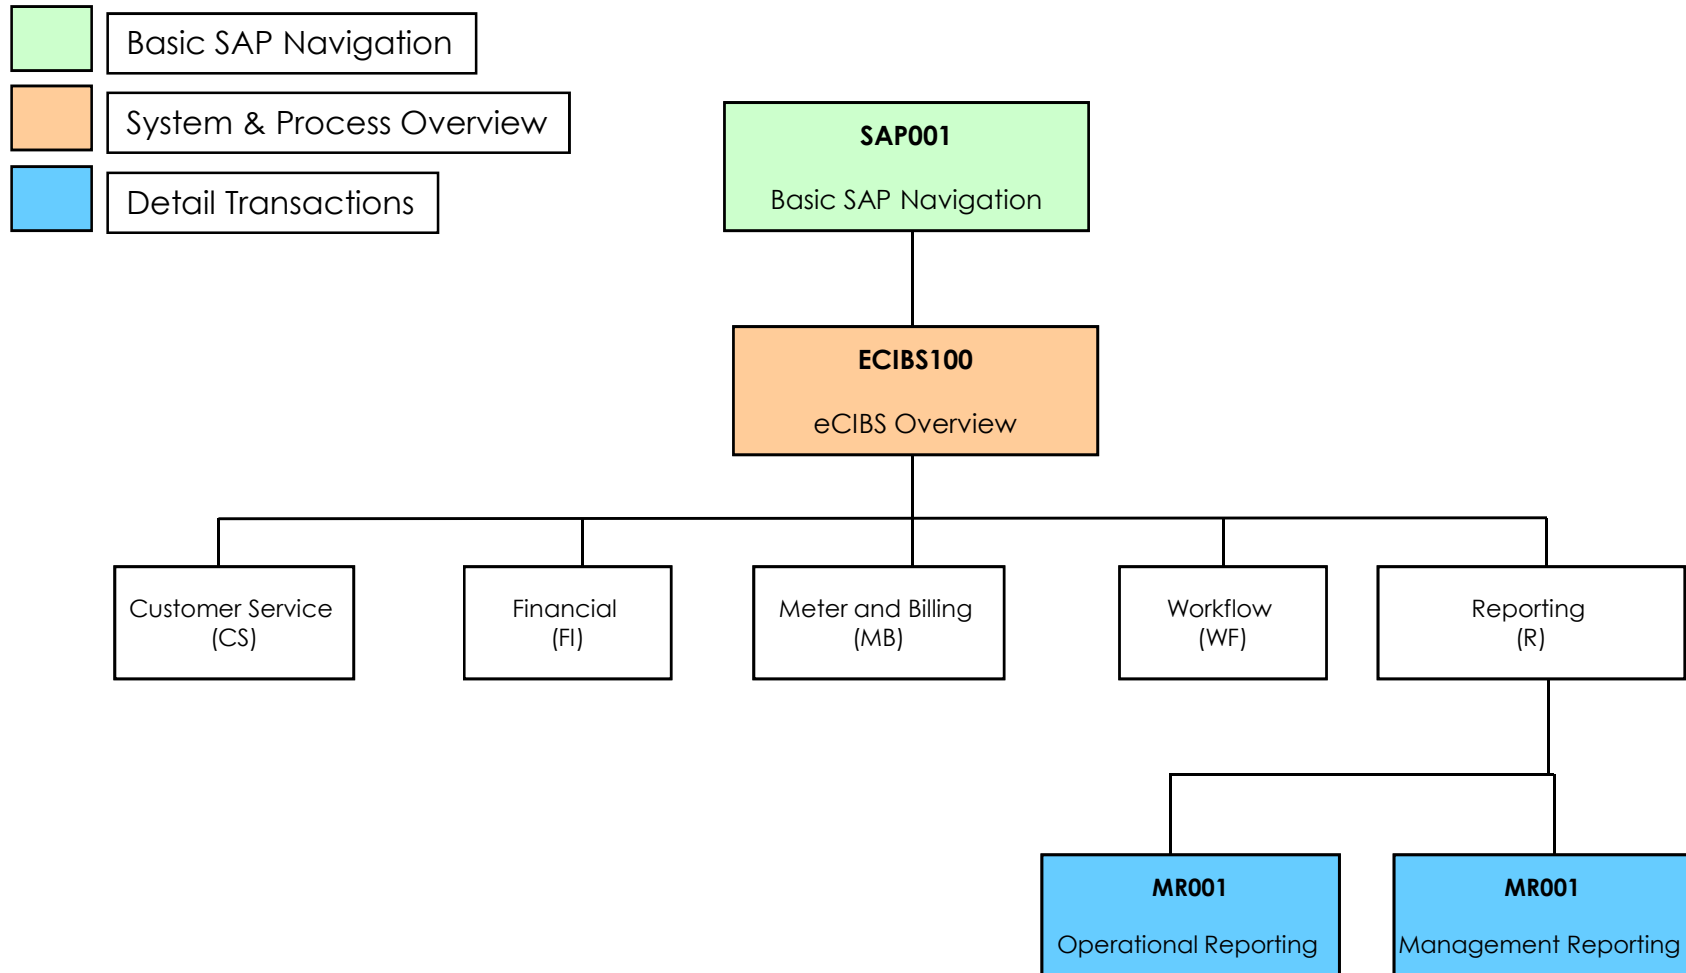 Basic SAP Navigation
System & Process Overview
Detail Transactions
SAP001
Basic SAP Navigation
ECIBS100
eCIBS Overview
Customer Service
(CS)
Financial
(FI)
Meter and Billing
(MB)
Workflow
(WF)
Reporting
(R)
MR001
Operational Reporting
MR001
Management Reporting